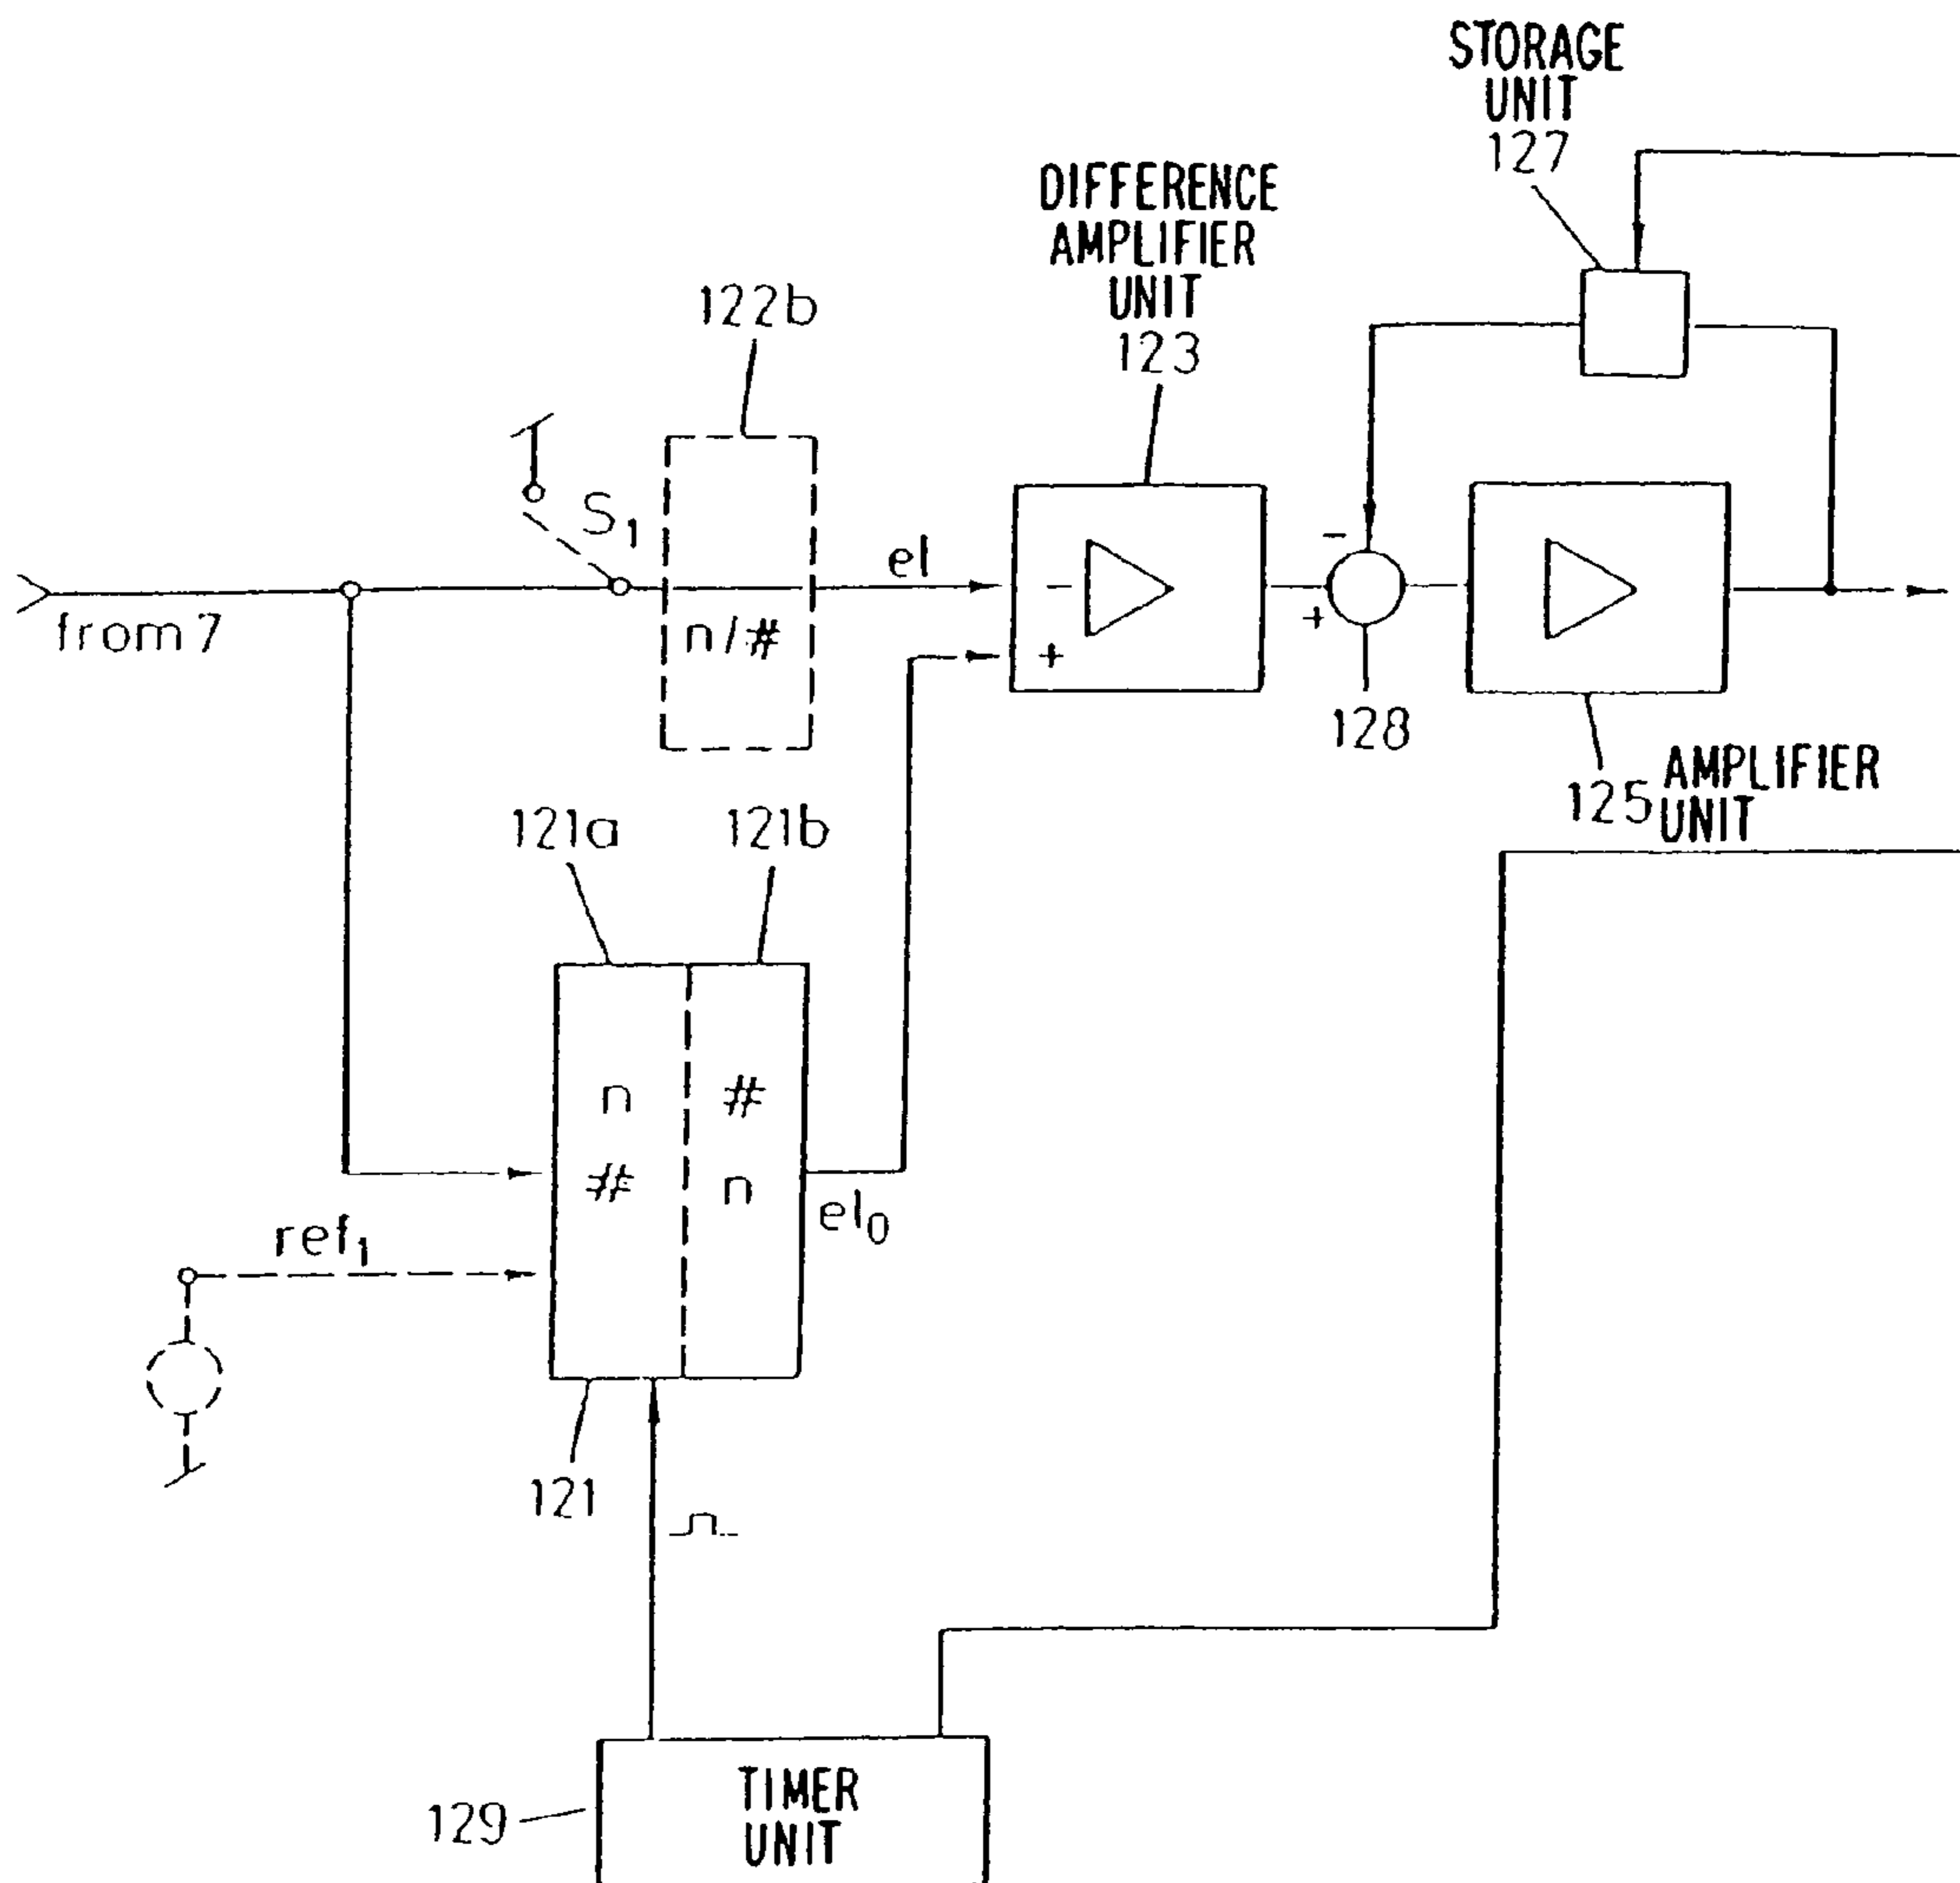 STORAGE
UNIT
127
DIFFERENCE
AMPLIFIER
UNIT
123
122b
S1
el
from 7
n/#
-
+
-
+
128
125
AMPLIFIER
UNIT
121a
121b
n
#
#
n
el0
ref1
121
129
TIMER
UNIT